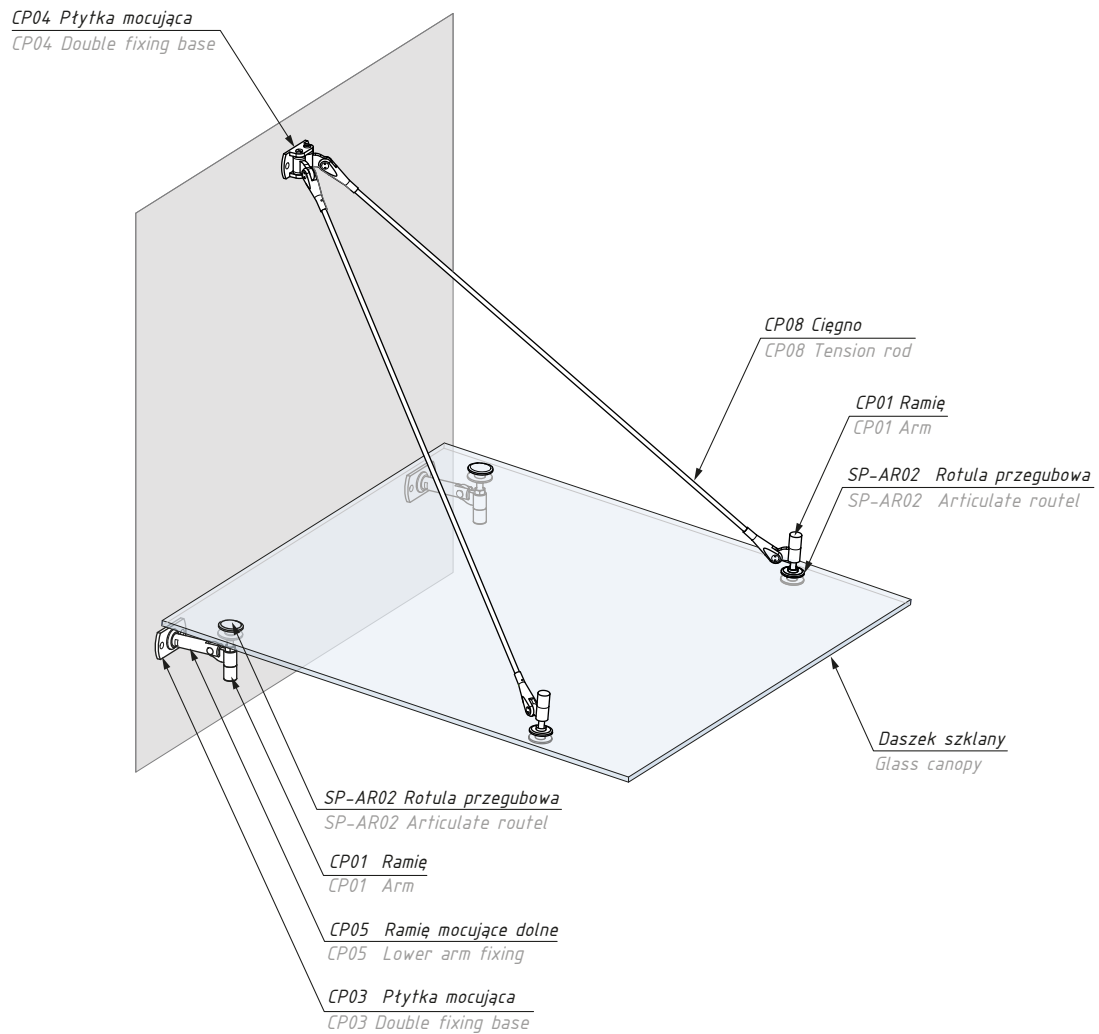 CP04 Płytka mocująca
CP04 Double fixing base
CP08 Cięgno
CP08 Tension rod
CP01 Ramię
CP01 Arm
SP-AR02 Rotula przegubowa
SP-AR02 Articulate routel
Daszek szklany
Glass canopy
SP-AR02 Rotula przegubowa
SP-AR02 Articulate routel
CP01 Ramię
CP01 Arm
CP05 Ramię mocujące dolne
CP05 Lower arm fixing
CP03 Płytka mocująca
CP03 Double fixing base